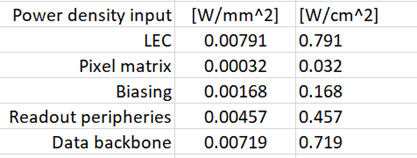 Power density input [W/mm^2] [W/cm^2]
LEC 0.00791 0.791
Pixel matrix 0.00032 0.032
Biasing 0.00168 0.168
Readout peripheries 0.00457 0.457
Data backbone 0.00719 0.719